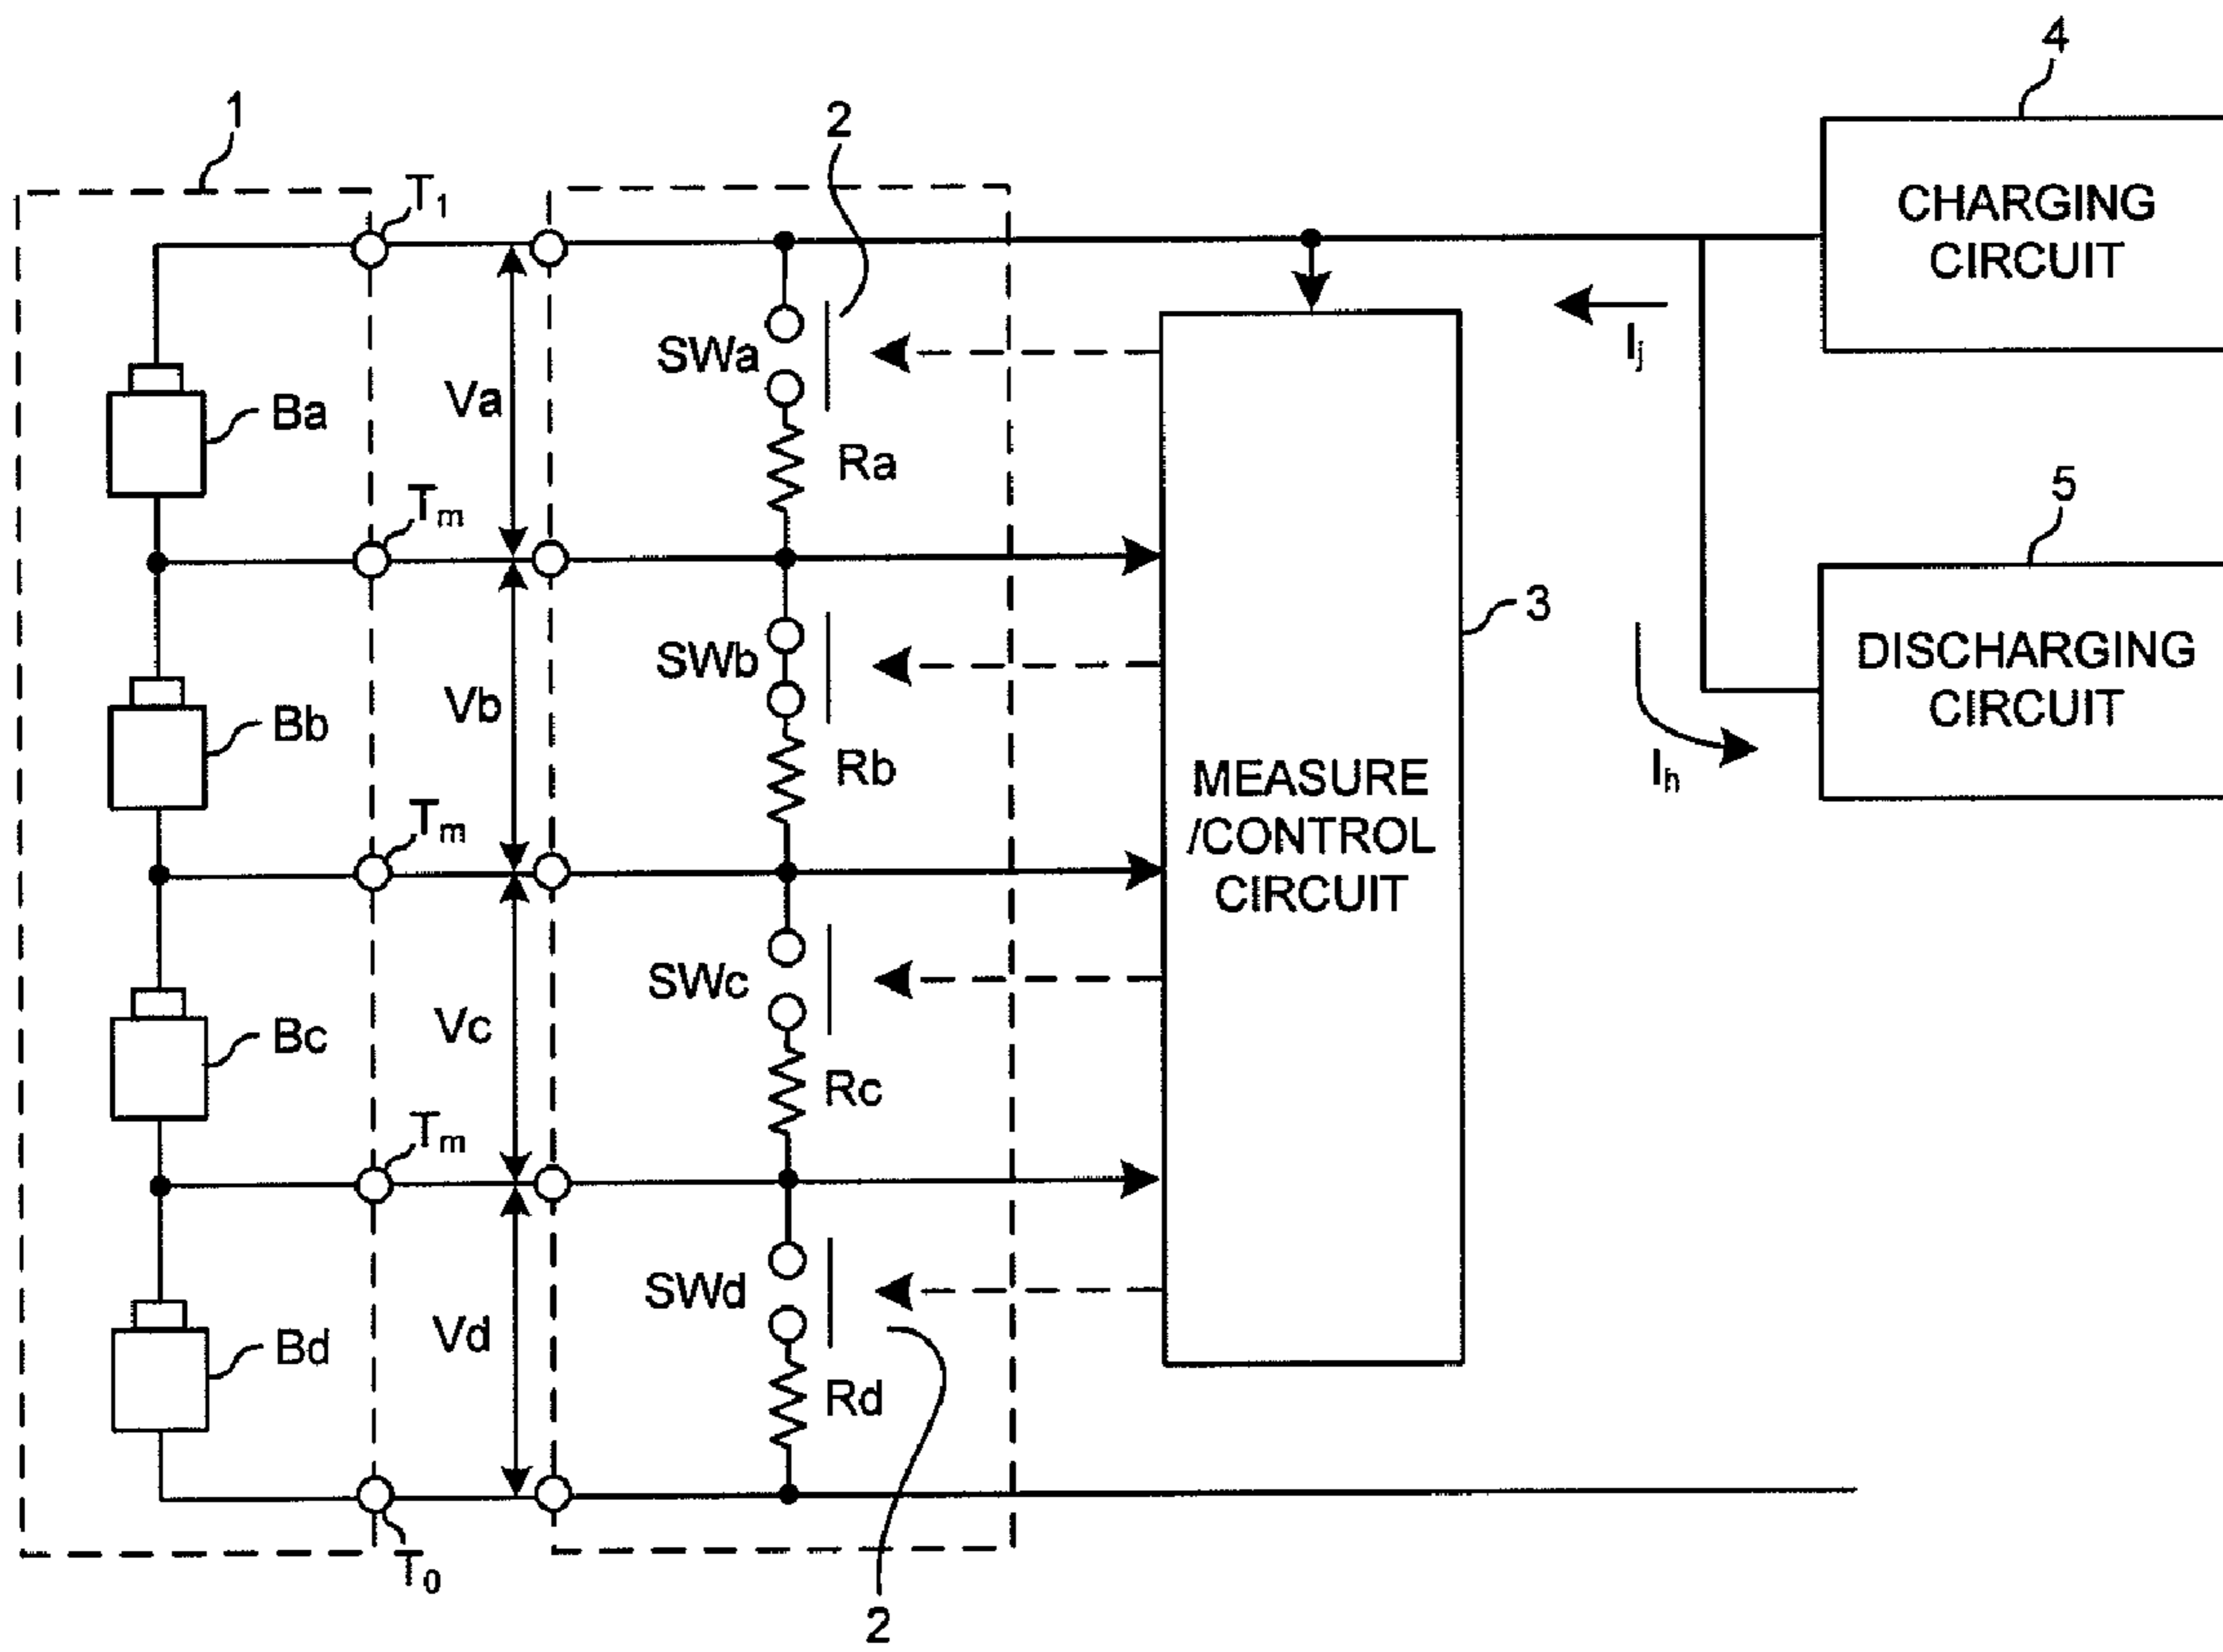 4
1
2
T1
CHARGING
CIRCUIT
SWa
Ij
Va
Ba
Ra
Tm
5
SWb
3
DISCHARGING
CIRCUIT
Vb
Bb
Rb
Ih
MEASURE
/CONTROL
CIRCUIT
Tm
SWc
Vc
Bc
Rc
Tm
SWd
Vd
Bd
Rd
T0
2